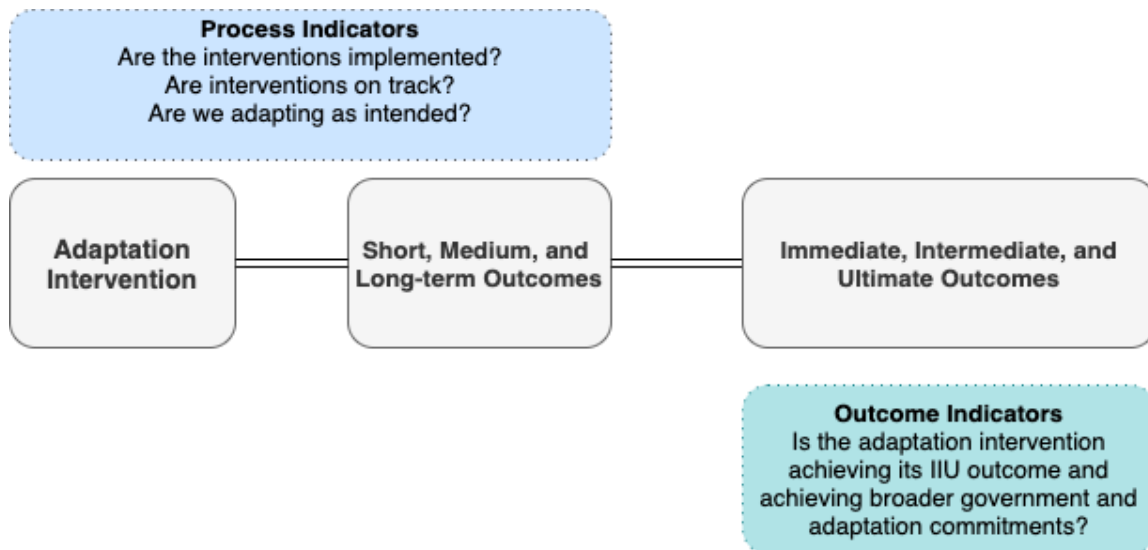 Process Indicators
Are the interventions implemented?
Are interventions on track?
Are we adapting as intended?
Adaptation
Intervention
Short, Medium, and
Long-term Outcomes
Immediate, Intermediate, and
Ultimate Outcomes
Outcome Indicators
Is the adaptation intervention
achieving its IIU outcome and
achieving broader government and
adaptation commitments?